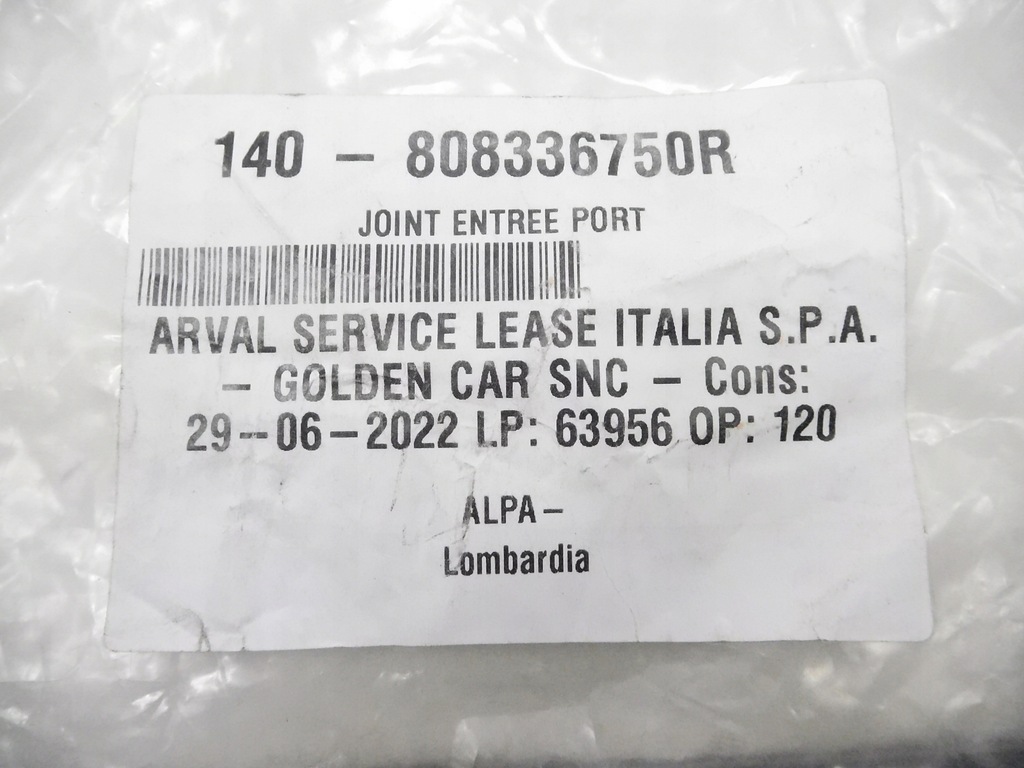 140 - 808336750R
JOINT ENTREE PORT
ARVAL SERVICE LEASE ITALIA S.P.A.
- GOLDEN CAR SNC - Cons:
29-06-2022 LP: 63956 OP: 120
ALPA-
Lombardia